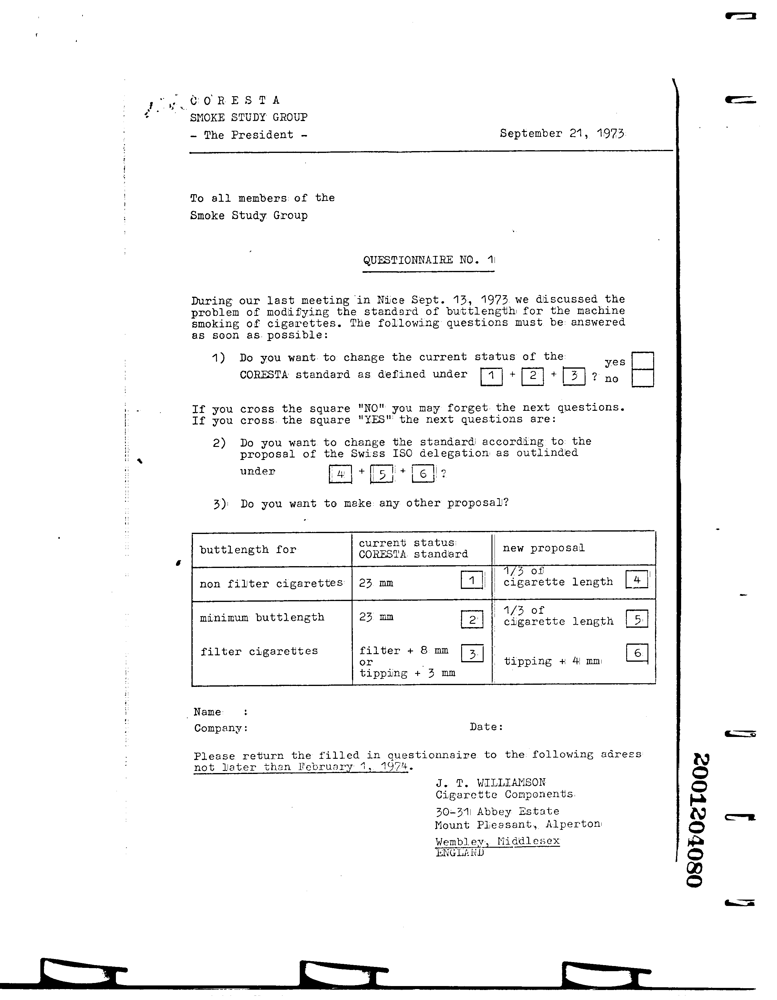 C O R E S T A
SMOKE STUDY GROUP
- The President -
September 21, 1973
To all members of the
Smoke Study Group
QUESTIONNAIRE NO. 1
During our last meeting in Nice Sept. 13, 1973 we discussed the
problem of modifying the standard of buttlength for the machine
smoking of cigarettes. The following questions must be answered
as soon as possible:
1) Do you want to change the current status of the yes
CORESTA standard as defined under 1 + 2 + 3 ? no
If you cross the square "NO" you may forget the next questions.
If you cross the square "YES" the next questions are:
2) Do you want to change the standard according to the
proposal of the Swiss ISO delegation as outlinded
under 4 + 5 + 6 ?
3) Do you want to make any other proposal?
buttlength for
current status
CORESTA standard
new proposal
non filter cigarettes
23 mm 1
1/3 of
cigarette length 4
minimum buttlength
23 mm 2
1/3 of
cigarette length 5
filter cigarettes
filter + 8 mm 3
or
tipping + 3 mm
tipping + 4 mm 6
Name :
Company: Date:
Please return the filled in questionnaire to the following adress
not later than February 1, 1974.
J. T. WILLIAMSON
Cigarette Components
30-31 Abbey Estate
Mount Pleasant, Alperton
Wembley, Middlesex
ENGLAND
2001204080